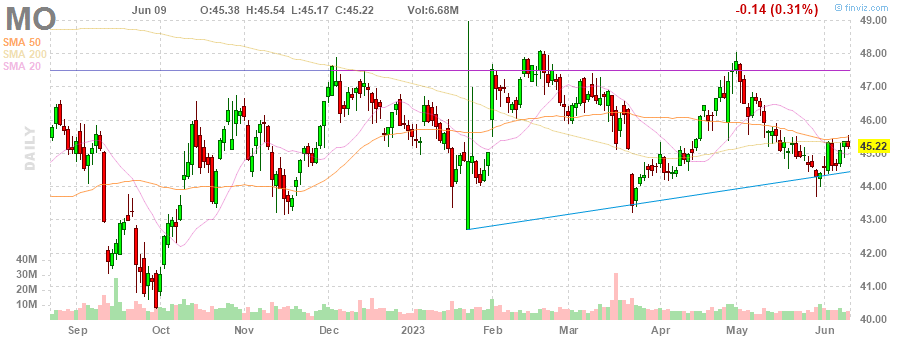 MO Jun 09 O:45.38 H:45.54 L:45.17 C:45.22 Vol:6.68M -0.14 (0.31%) © finviz.com
SMA 50
SMA 200
SMA 20
DAILY
49.00
48.00
47.00
46.00
45.22
45.00
44.00
43.00
42.00
41.00
40.00
40M
30M
20M
10M
Sep Oct Nov Dec 2023 Feb Mar Apr May Jun